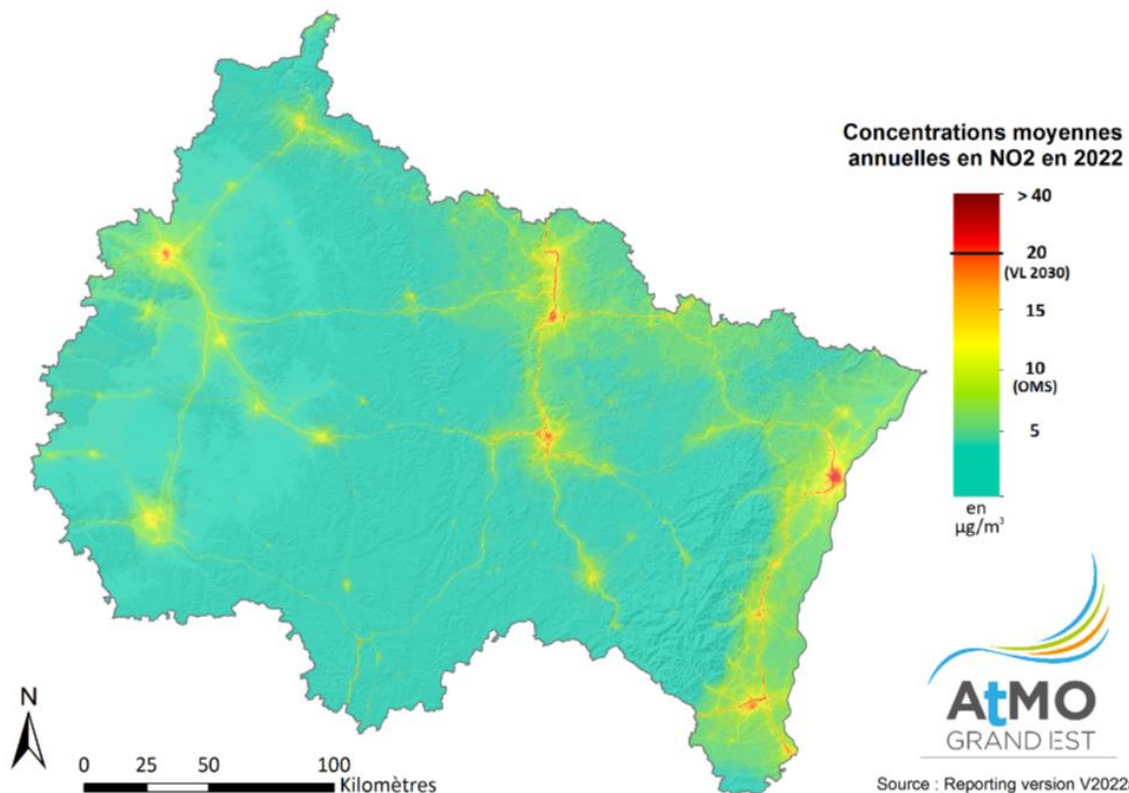 Concentrations moyennes
annuelles en NO2 en 2022
> 40
20
(VL 2030)
15
10
(OMS)
5
en
µg/m³
N
0 25 50 100
Kilomètres
AtMO
GRAND EST
Source : Reporting version V2022